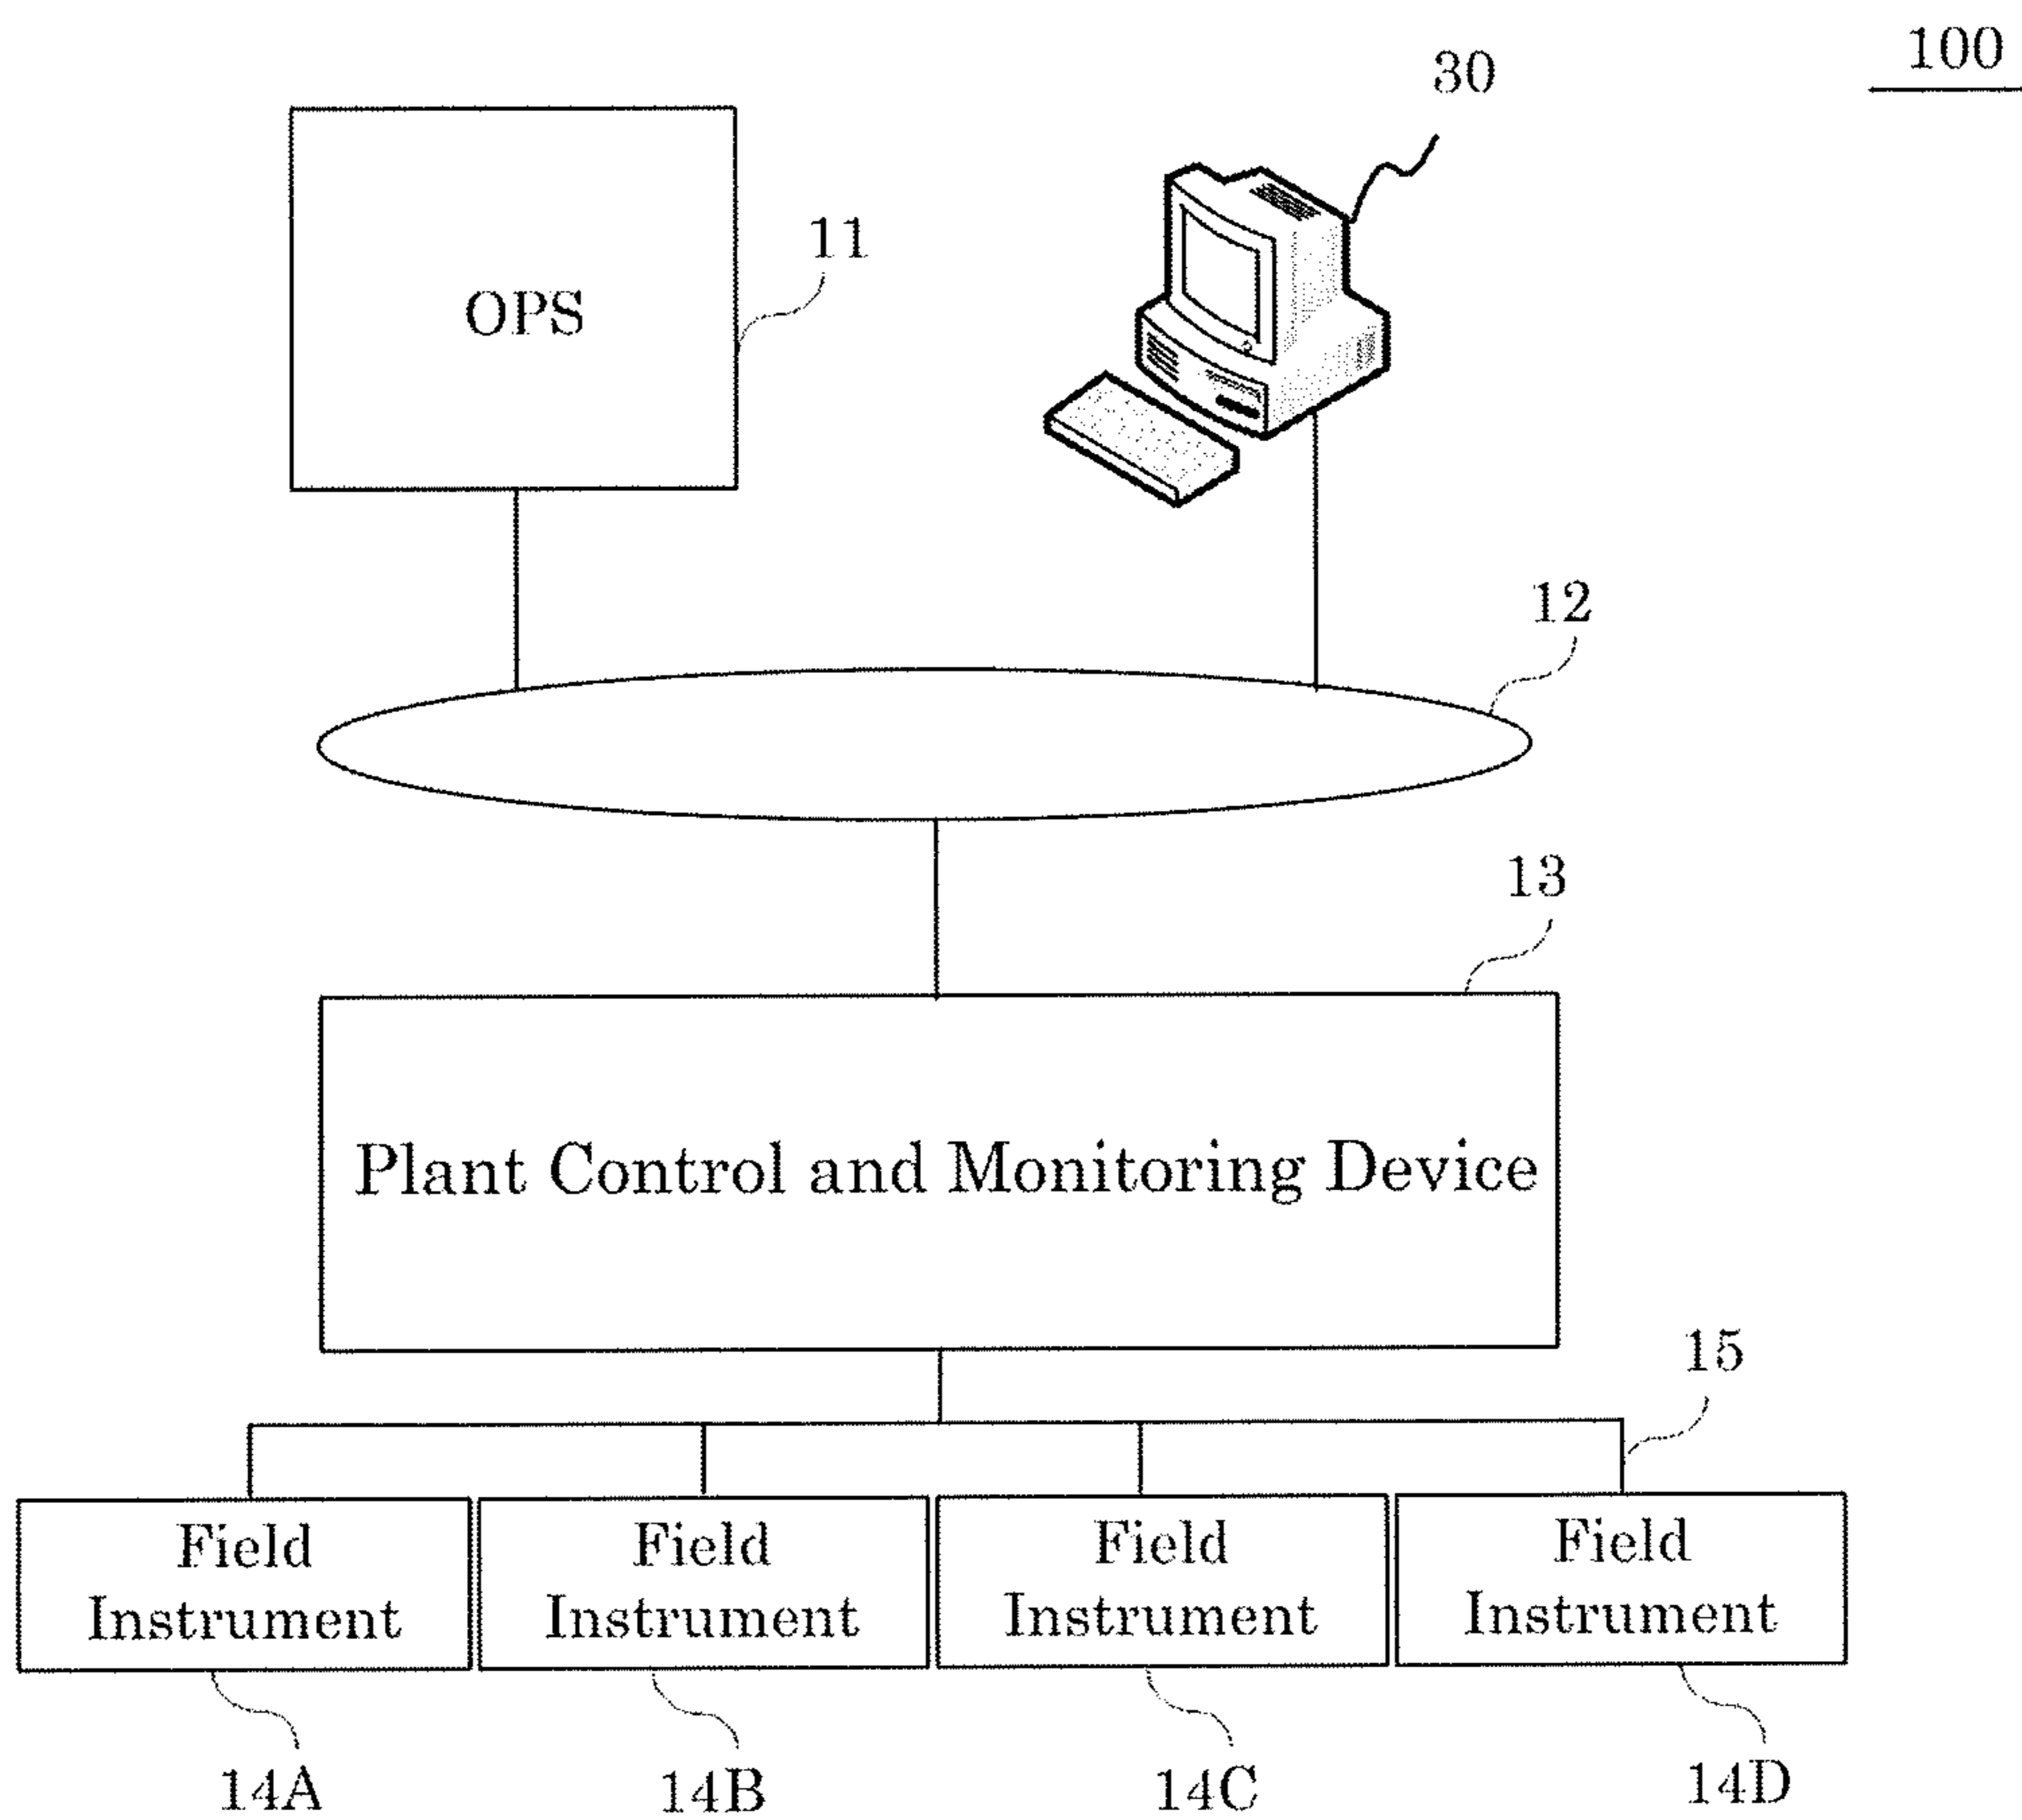 100
30
11
OPS
12
13
Plant Control and Monitoring Device
15
Field
Instrument
Field
Instrument
Field
Instrument
Field
Instrument
14A
14B
14C
14D